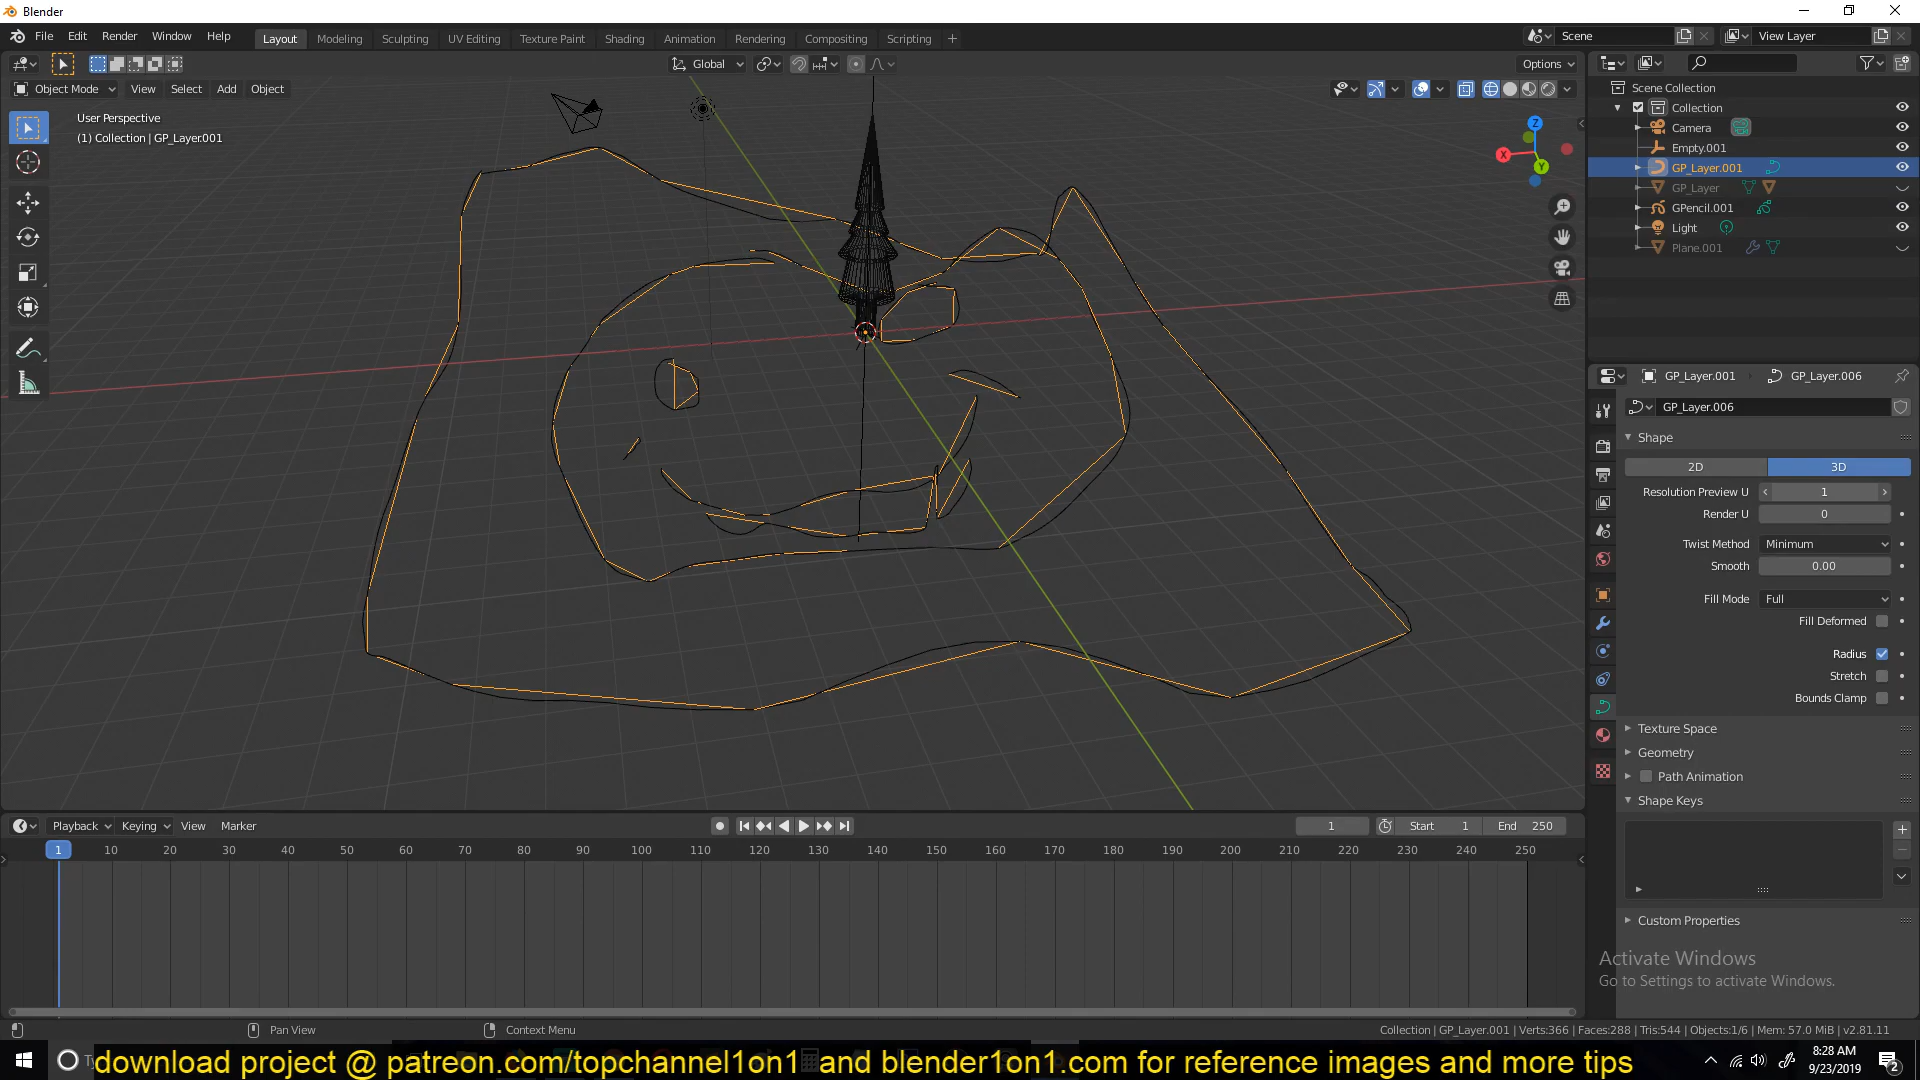 Blender
File Edit Render Window Help
Layout Modeling Sculpting UV Editing Texture Paint Shading Animation Rendering Compositing Scripting +
Scene
View Layer
Global
Options
Object Mode View Select Add Object
User Perspective
(1) Collection | GP_Layer.001
Z
X
Y
Scene Collection
Collection
Camera
Empty.001
GP_Layer.001
GP_Layer
GPencil.001
Light
Plane.001
GP_Layer.001 GP_Layer.006
GP_Layer.006
Shape
2D 3D
Resolution Preview U 1
Render U 0
Twist Method Minimum
Smooth 0.00
Fill Mode Full
Fill Deformed
Radius
Stretch
Bounds Clamp
Texture Space
Geometry
Path Animation
Shape Keys
Custom Properties
Activate Windows
Go to Settings to activate Windows.
Playback Keying View Marker
1 Start 1 End 250
1 10 20 30 40 50 60 70 80 90 100 110 120 130 140 150 160 170 180 190 200 210 220 230 240 250
Pan View Context Menu
Collection | GP_Layer.001 | Verts:366 | Faces:288 | Tris:544 | Objects:1/6 | Mem: 57.0 MiB | v2.81.11
download project @ patreon.com/topchannel1on1 and blender1on1.com for reference images and more tips
8:28 AM
9/23/2019
2